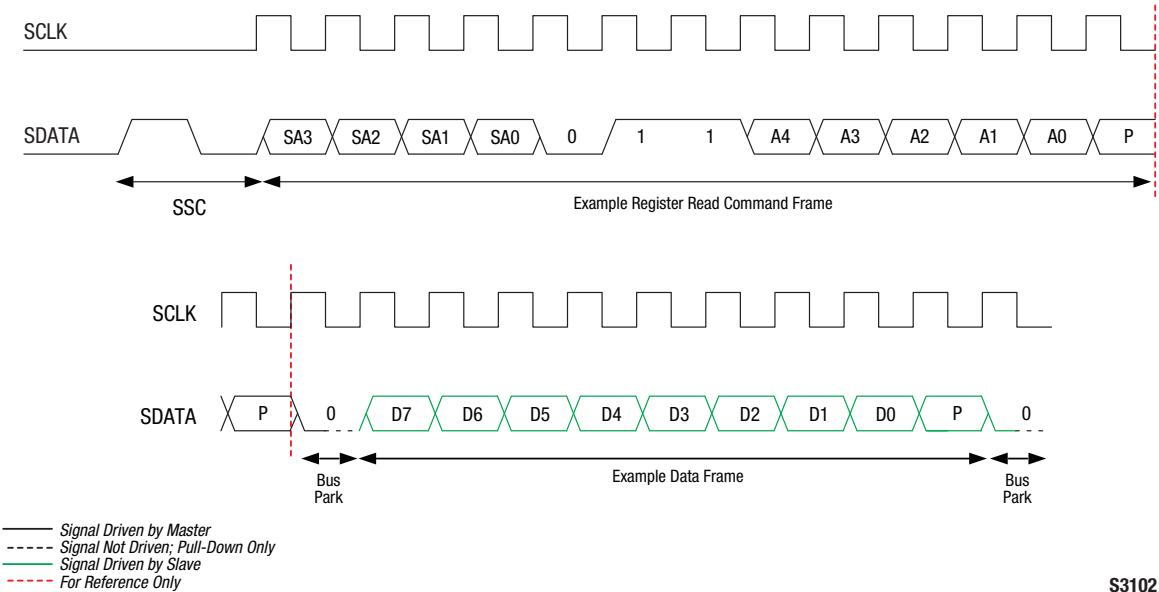 SCLK
SDATA SA3 SA2 SA1 SA0 0 1 1 A4 A3 A2 A1 A0 P
SSC
Example Register Read Command Frame
SCLK
SDATA P 0 D7 D6 D5 D4 D3 D2 D1 D0 P 0
Bus Park
Example Data Frame
Bus Park
Signal Driven by Master
Signal Not Driven; Pull-Down Only
Signal Driven by Slave
For Reference Only
S3102